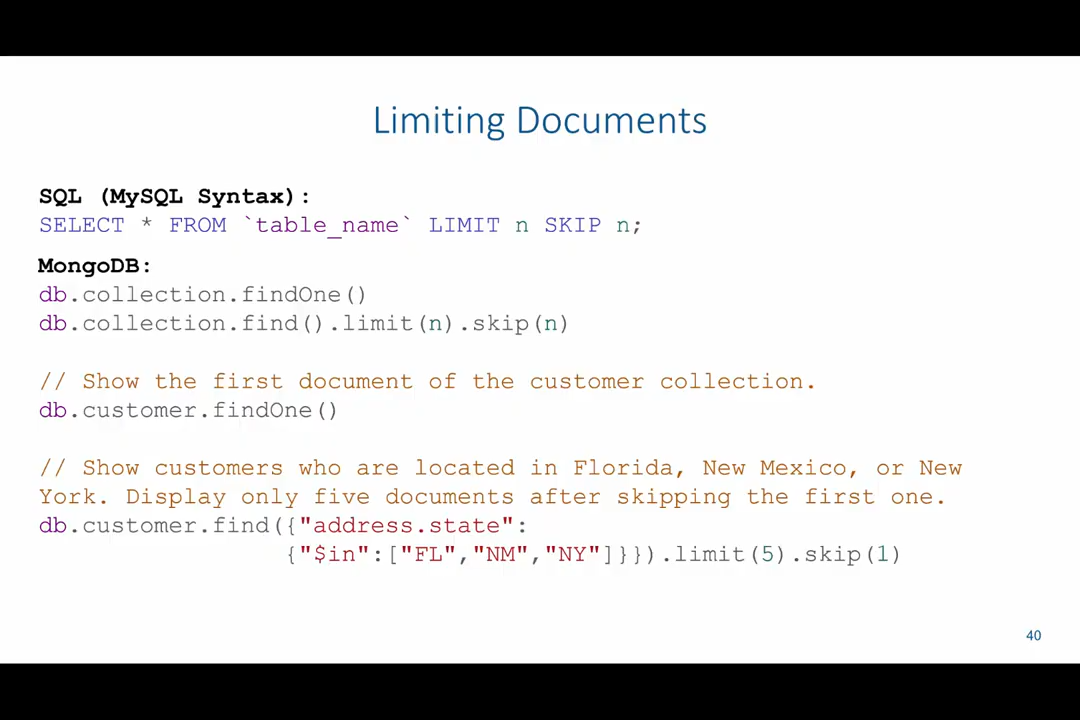 Limiting Documents
SQL (MySQL Syntax):
SELECT * FROM `table_name` LIMIT n SKIP n;
MongoDB:
db.collection.findOne()
db.collection.find().limit(n).skip(n)
// Show the first document of the customer collection.
db.customer.findOne()
// Show customers who are located in Florida, New Mexico, or New
York. Display only five documents after skipping the first one.
db.customer.find({"address.state":
{"$in":["FL","NM","NY"]}}).limit(5).skip(1)
40